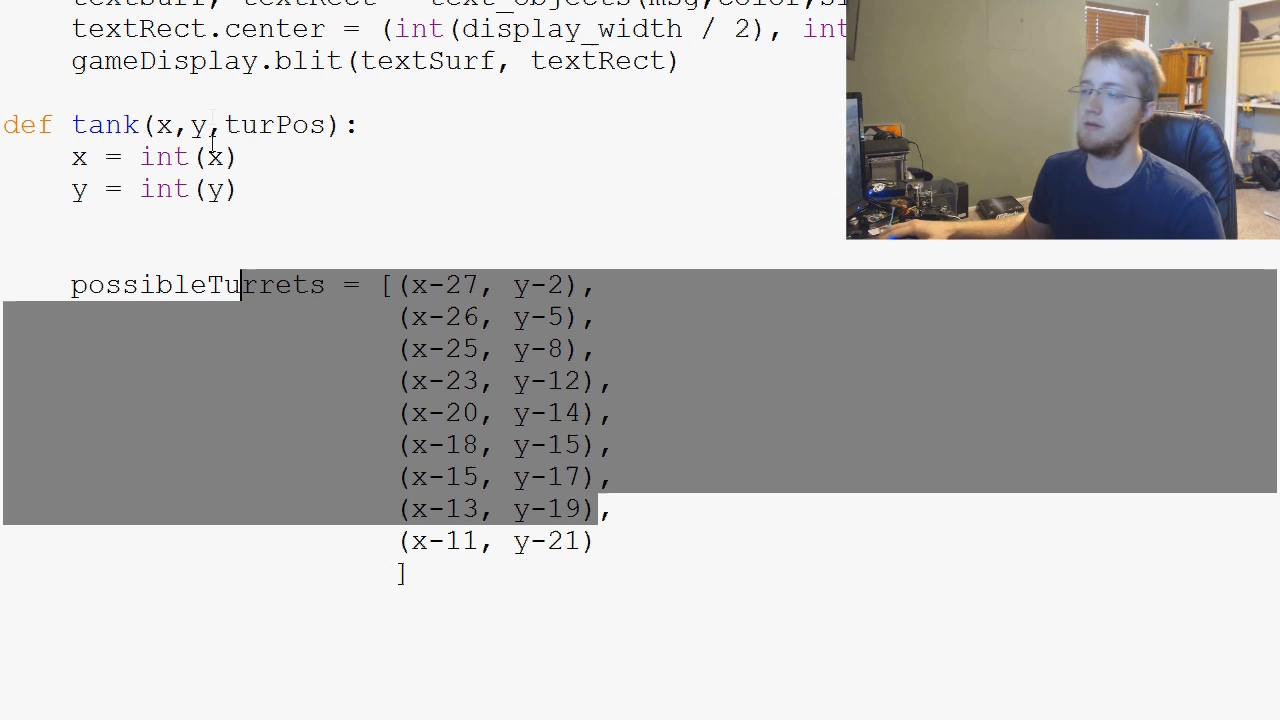 textRect.center = (int(display_width / 2), int
gameDisplay.blit(textSurf, textRect)
def tank(x,y,turPos):
x = int(x)
y = int(y)
possibleTurrets = [(x-27, y-2),
(x-26, y-5),
(x-25, y-8),
(x-23, y-12),
(x-20, y-14),
(x-18, y-15),
(x-15, y-17),
(x-13, y-19),
(x-11, y-21)
]